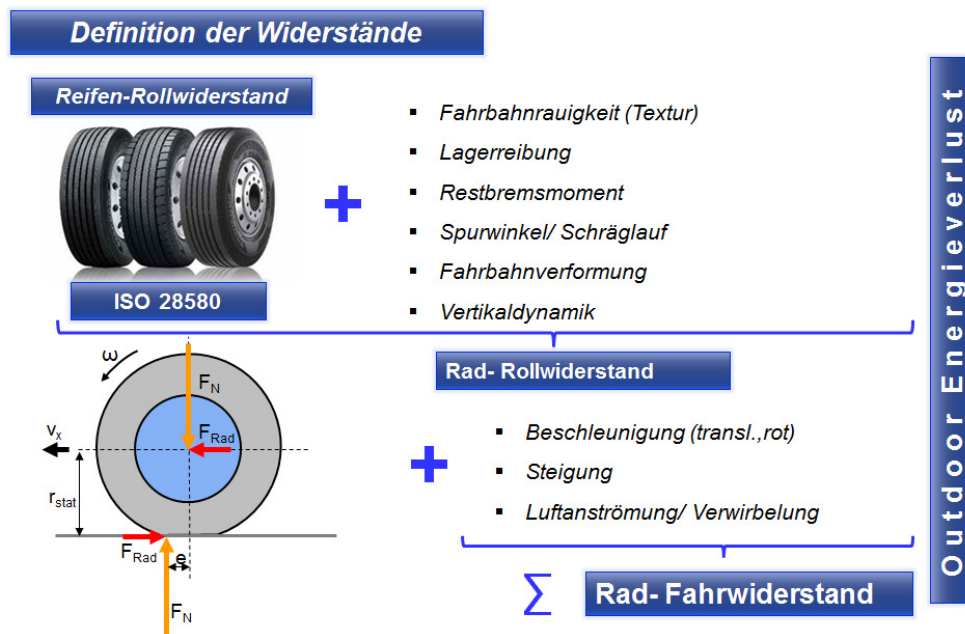 Definition der Widerstände
Reifen-Rollwiderstand
ISO 28580
+
▪ Fahrbahnrauigkeit (Textur)
▪ Lagerreibung
▪ Restbremsmoment
▪ Spurwinkel/ Schräglauf
▪ Fahrbahnverformung
▪ Vertikaldynamik
Rad- Rollwiderstand
ω
F_N
F_Rad
v_x
r_stat
F_Rad
e
F_N
+
▪ Beschleunigung (transl.,rot)
▪ Steigung
▪ Luftanströmung/ Verwirbelung
∑ Rad- Fahrwiderstand
Outdoor Energieverlust